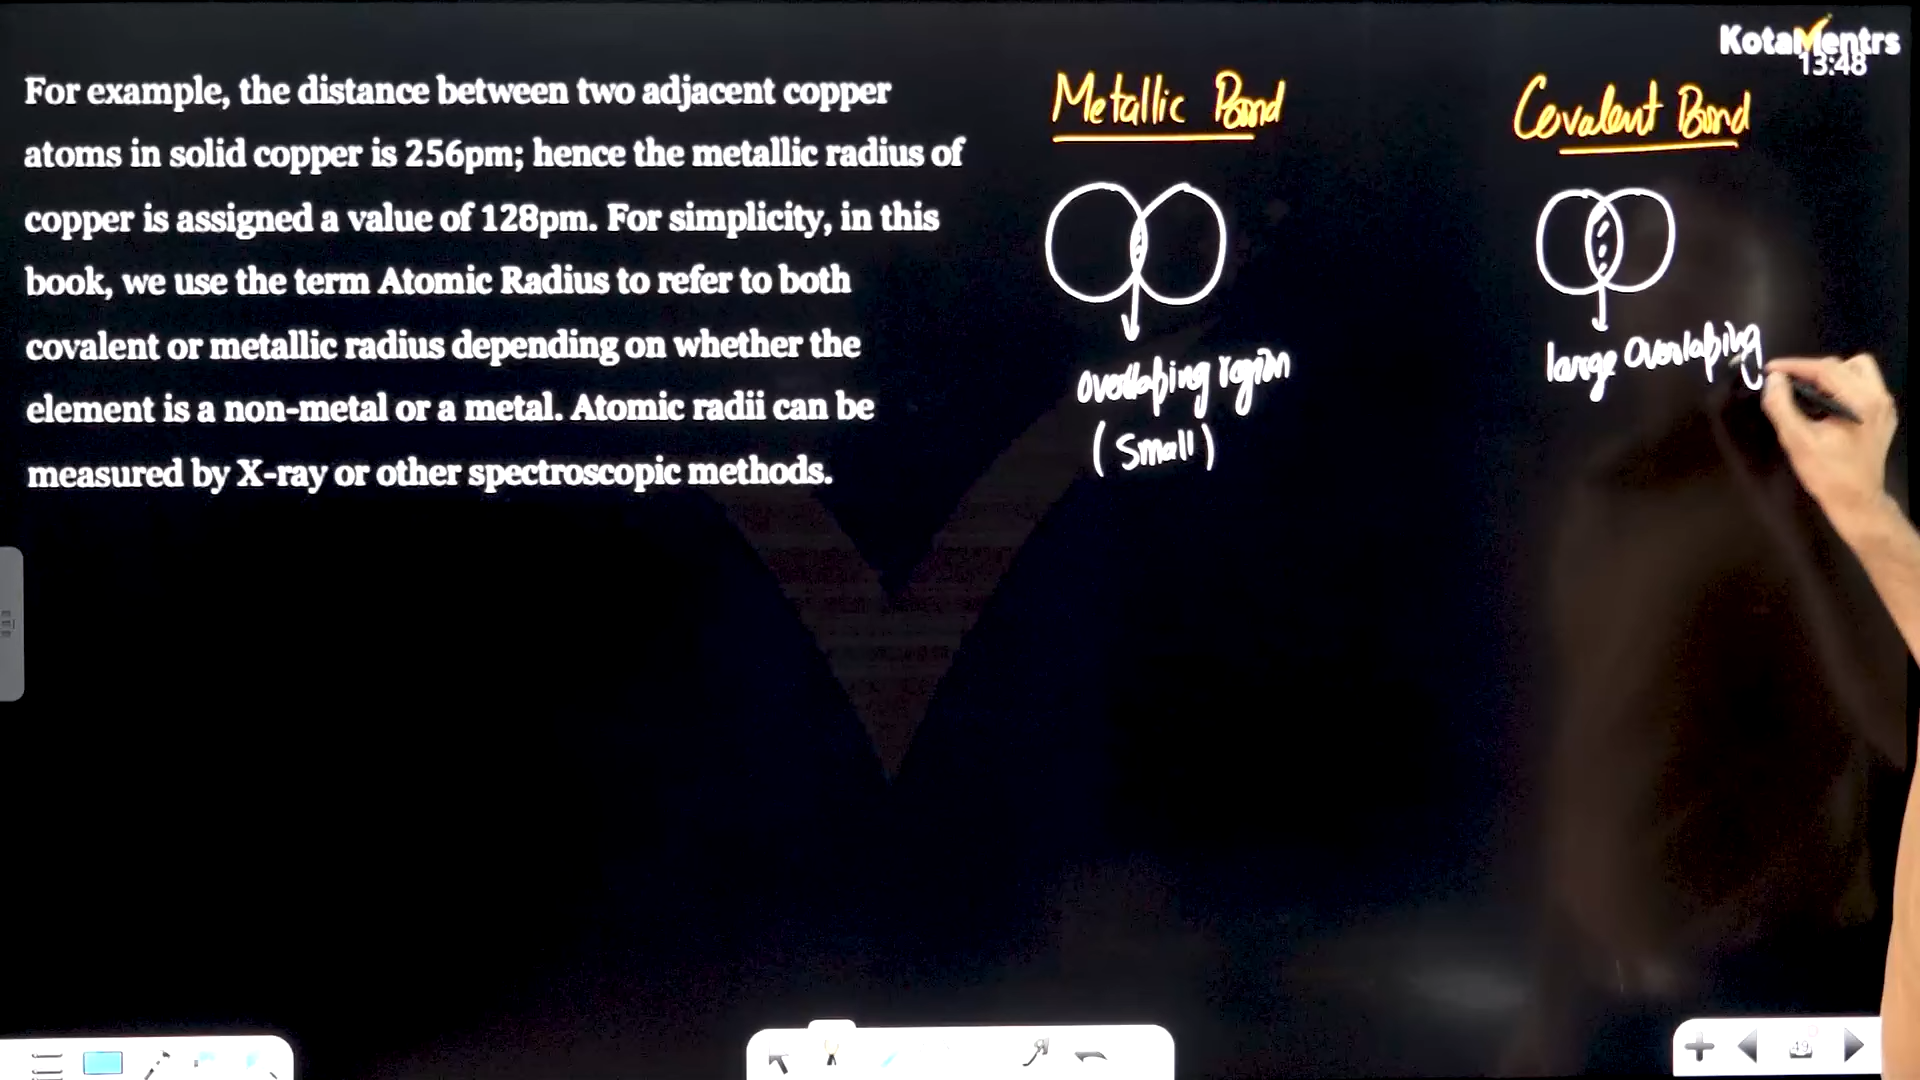 KotaMentrs
13:48
For example, the distance between two adjacent copper
atoms in solid copper is 256pm; hence the metallic radius of
copper is assigned a value of 128pm. For simplicity, in this
book, we use the term Atomic Radius to refer to both
covalent or metallic radius depending on whether the
element is a non-metal or a metal. Atomic radii can be
measured by X-ray or other spectroscopic methods.
Metallic Bond
overlaping region
(Small)
Covalent Bond
large overlaping
49